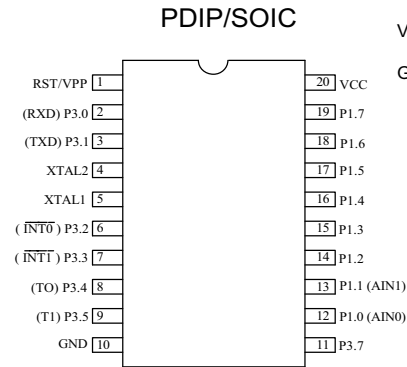 PDIP/SOIC
V
G
RST/VPP 1
(RXD) P3.0 2
(TXD) P3.1 3
XTAL2 4
XTAL1 5
( INT0 ) P3.2 6
( INT1 ) P3.3 7
(TO) P3.4 8
(T1) P3.5 9
GND 10
20 VCC
19 P1.7
18 P1.6
17 P1.5
16 P1.4
15 P1.3
14 P1.2
13 P1.1 (AIN1)
12 P1.0 (AIN0)
11 P3.7